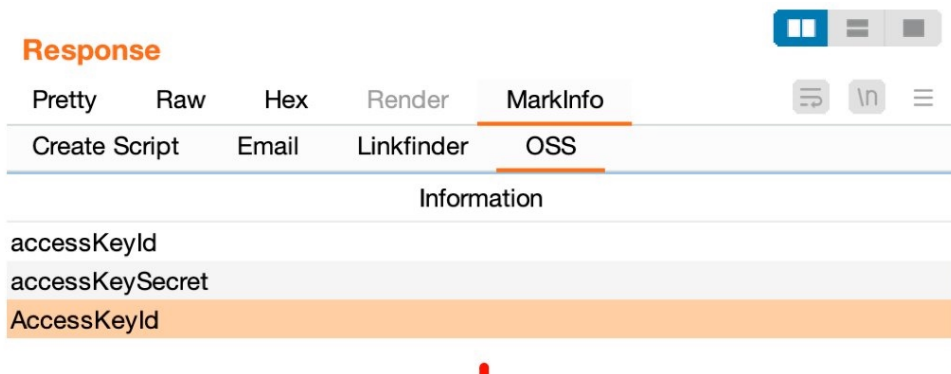 Response
Pretty Raw Hex Render MarkInfo \n
Create Script Email Linkfinder OSS
Information
accessKeyId
accessKeySecret
AccessKeyId